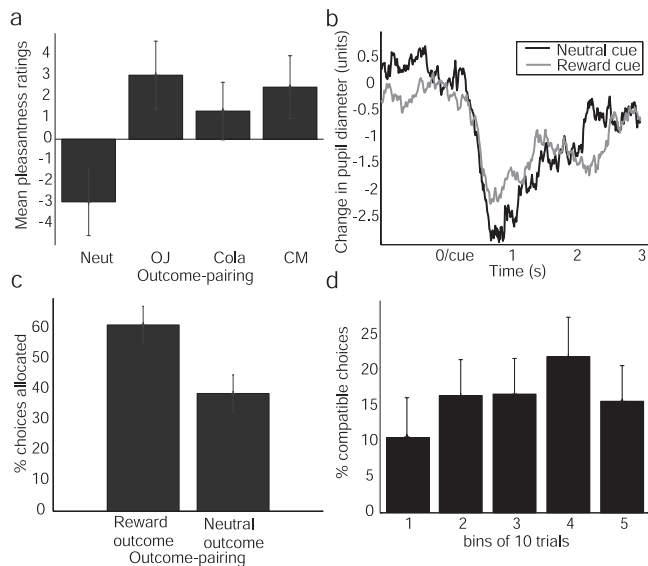 a
Mean pleasantness ratings
4
3
2
1
0
-1
-2
-3
-4
Neut OJ Cola CM
Outcome-pairing
b
Change in pupil diameter (units)
0.5
0
-0.5
-1
-1.5
-2
-2.5
Neutral cue
Reward cue
0/cue 1 2 3
Time (s)
c
% choices allocated
60
50
40
30
20
10
0
Reward Neutral
outcome outcome
Outcome-pairing
d
% compatible choices
25
20
15
10
5
0
1 2 3 4 5
bins of 10 trials